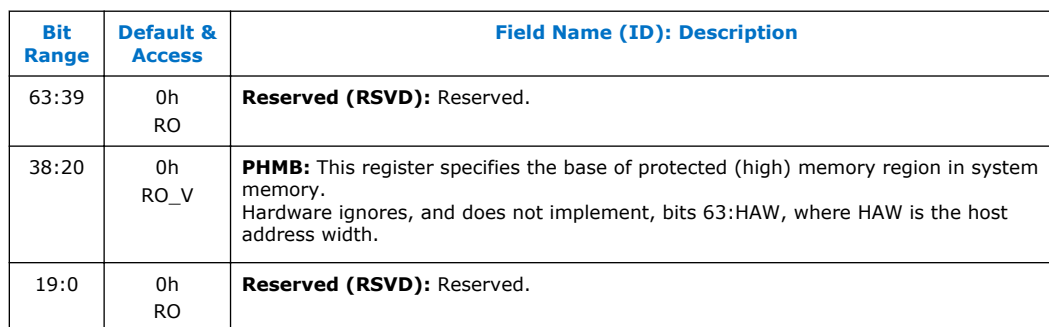 Bit Range
Default & Access
Field Name (ID): Description
63:39
0h
RO
Reserved (RSVD): Reserved.
38:20
0h
RO_V
PHMB: This register specifies the base of protected (high) memory region in system
memory.
Hardware ignores, and does not implement, bits 63:HAW, where HAW is the host
address width.
19:0
0h
RO
Reserved (RSVD): Reserved.